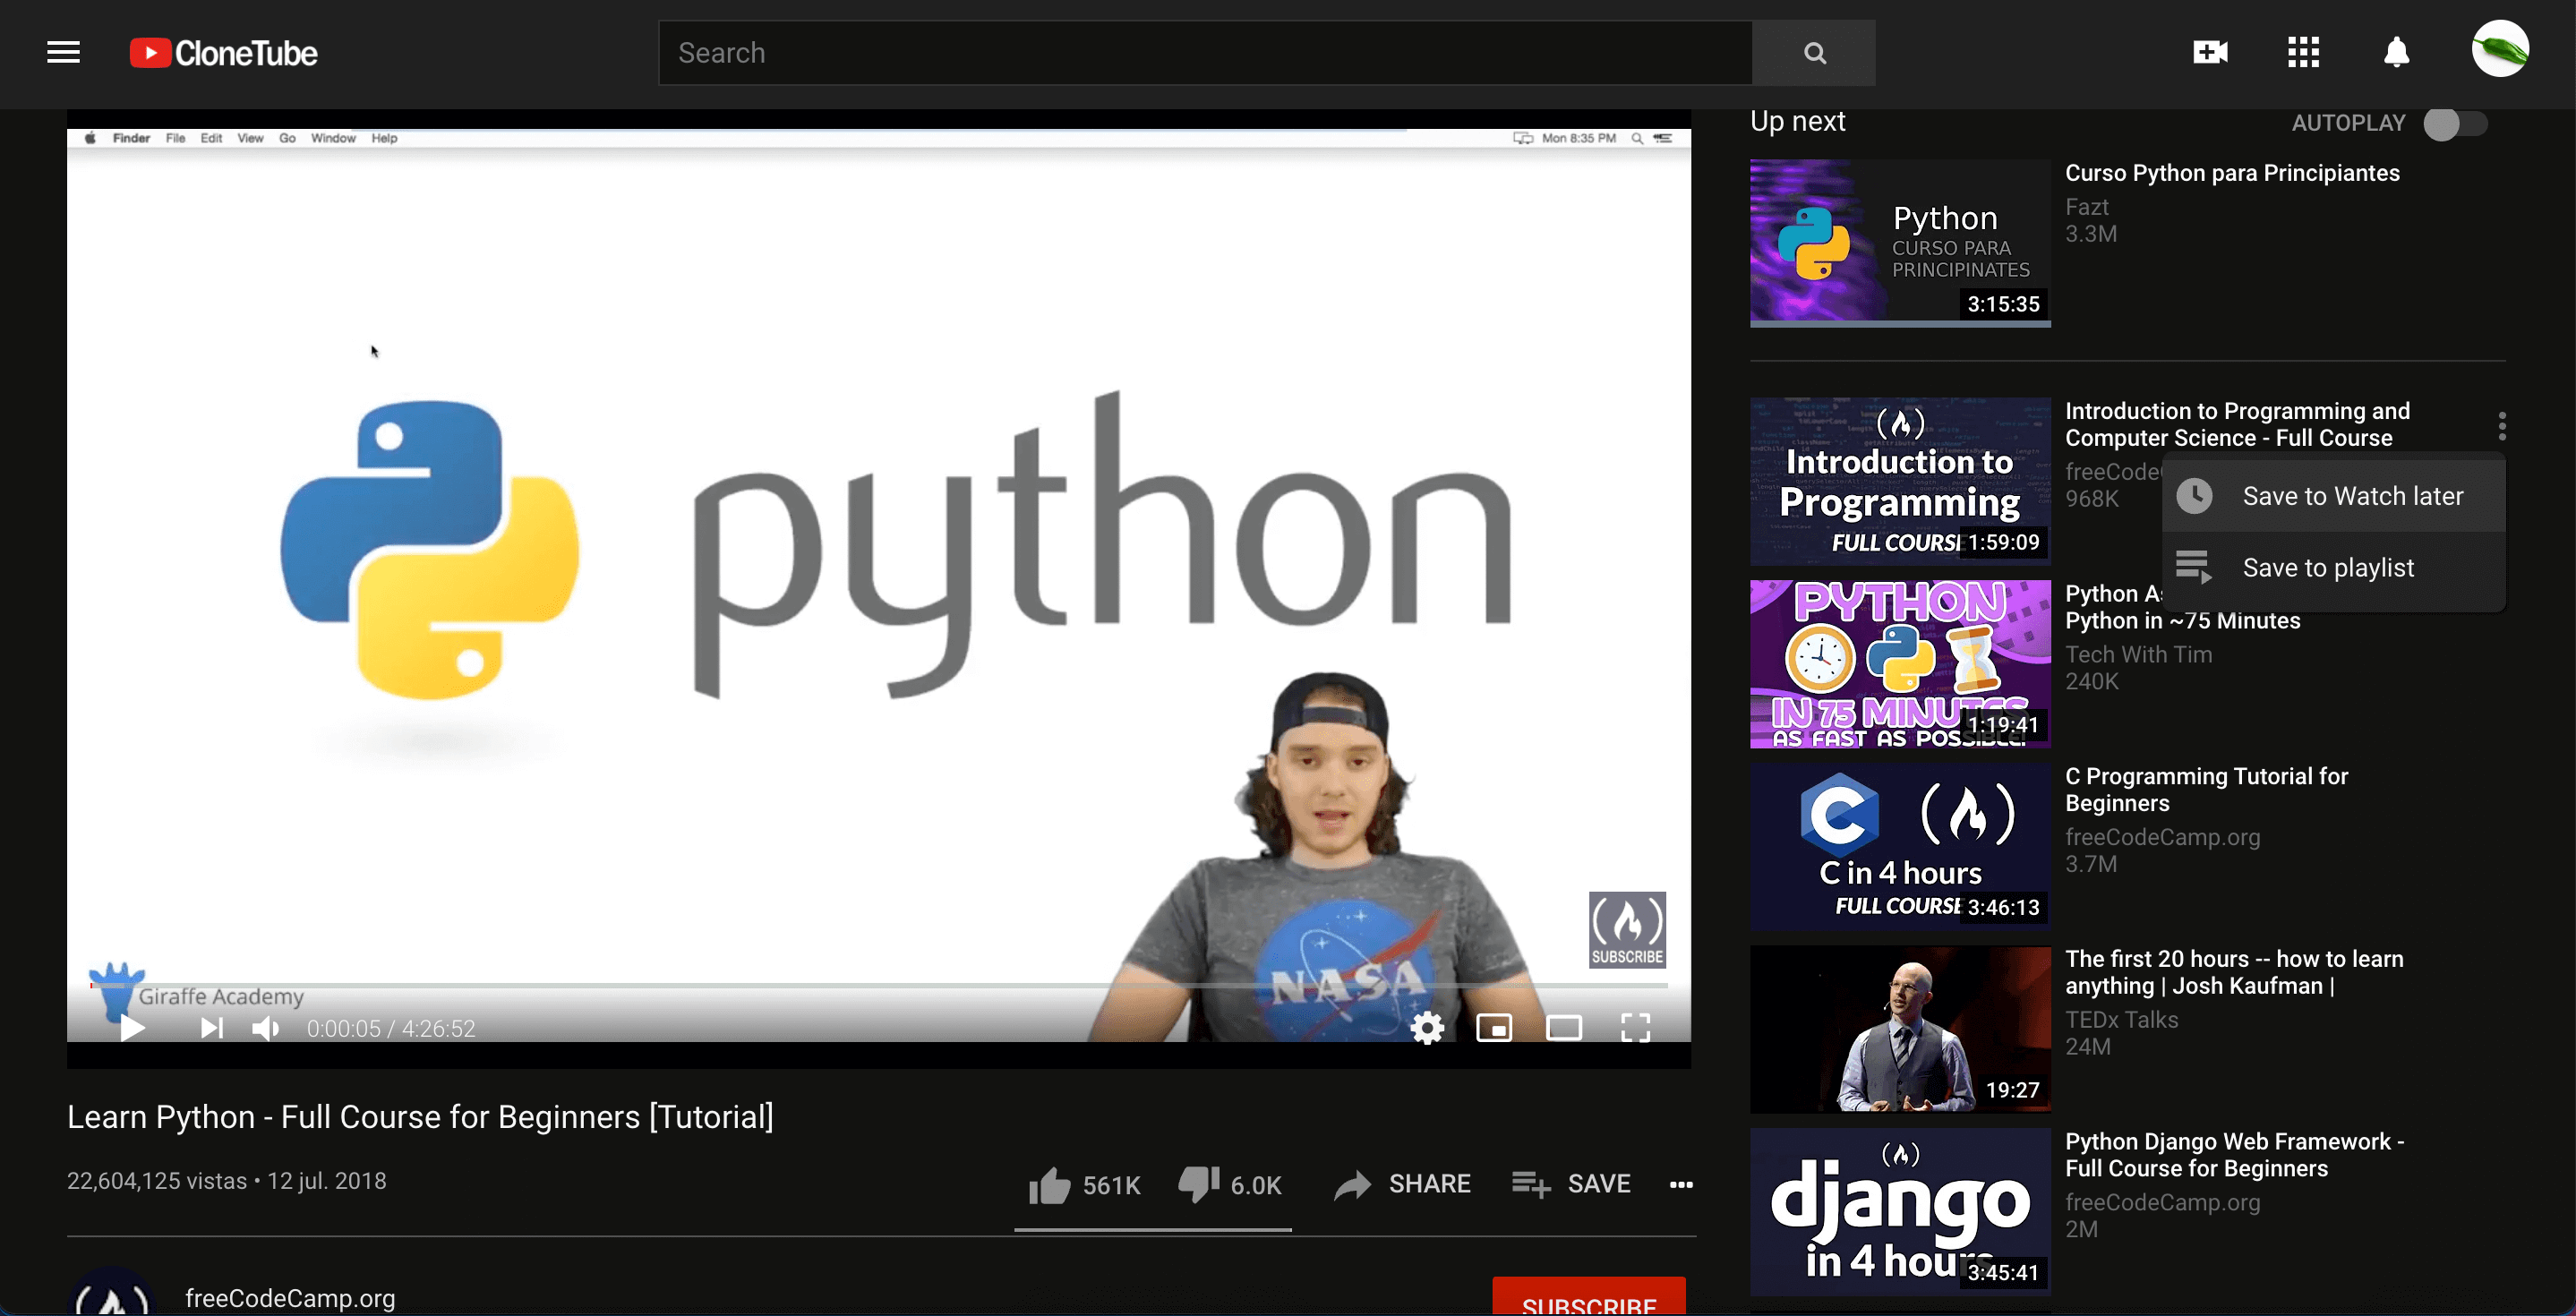 CloneTube
Search
Finder File Edit View Go Window Help
Mon 8:35 PM
python
NASA
SUBSCRIBE
Giraffe Academy
0:00:05 / 4:26:52
Learn Python - Full Course for Beginners [Tutorial]
22,604,125 vistas • 12 jul. 2018
561K
6.0K
SHARE
SAVE
freeCodeCamp.org
SUBSCRIBE
Up next
AUTOPLAY
Python
CURSO PARA
PRINCIPINATES
3:15:35
Curso Python para Principiantes
Fazt
3.3M
Introduction to
Programming
FULL COURSE
1:59:09
Introduction to Programming and
Computer Science - Full Course
968K
Save to Watch later
Save to playlist
PYTHON
IN 75 MINUTES
AS FAST AS POSSIBLE!
1:19:41
Python
Python in ~75 Minutes
Tech With Tim
240K
C
C in 4 hours
FULL COURSE
3:46:13
C Programming Tutorial for
Beginners
freeCodeCamp.org
3.7M
19:27
The first 20 hours -- how to learn
anything | Josh Kaufman |
TEDx Talks
24M
django
in 4 hours
3:45:41
Python Django Web Framework -
Full Course for Beginners
freeCodeCamp.org
2M